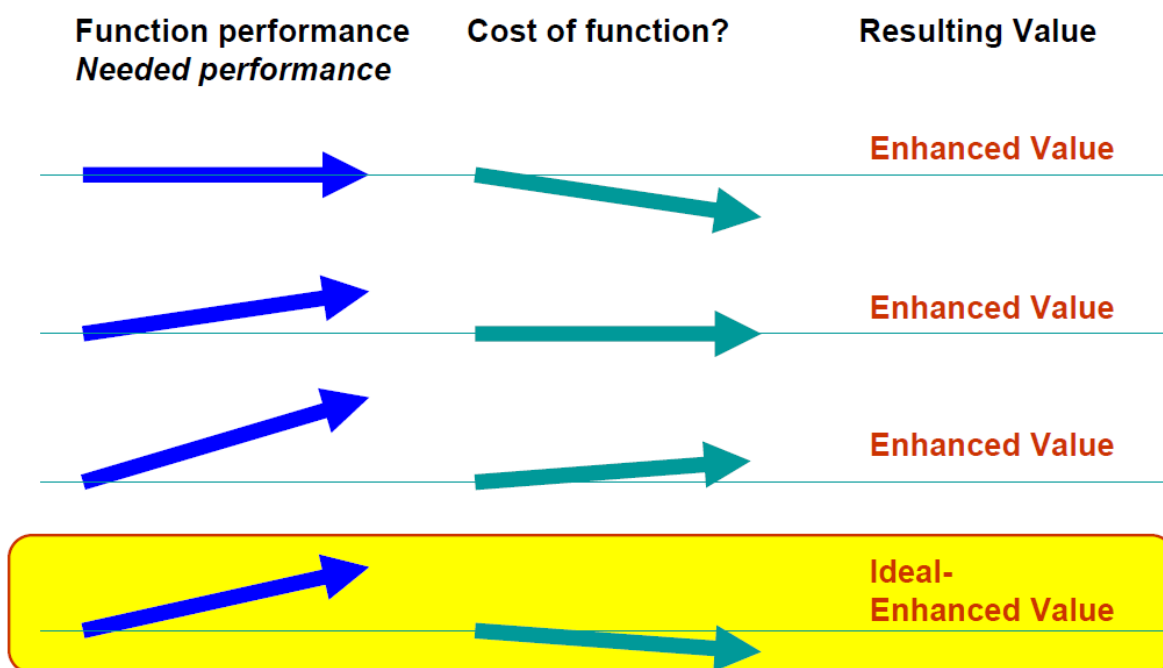 Function performance
Needed performance
Cost of function?
Resulting Value
Enhanced Value
Enhanced Value
Enhanced Value
Ideal-
Enhanced Value